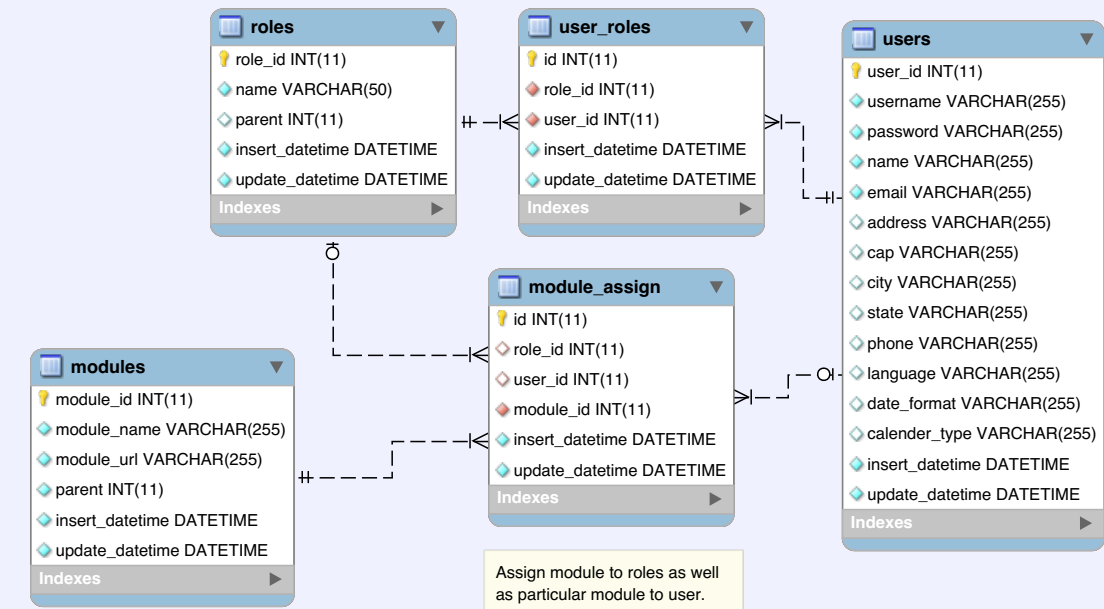 roles
role_id INT(11)
name VARCHAR(50)
parent INT(11)
insert_datetime DATETIME
update_datetime DATETIME
Indexes
user_roles
id INT(11)
role_id INT(11)
user_id INT(11)
insert_datetime DATETIME
update_datetime DATETIME
Indexes
users
user_id INT(11)
username VARCHAR(255)
password VARCHAR(255)
name VARCHAR(255)
email VARCHAR(255)
address VARCHAR(255)
cap VARCHAR(255)
city VARCHAR(255)
state VARCHAR(255)
phone VARCHAR(255)
language VARCHAR(255)
date_format VARCHAR(255)
calender_type VARCHAR(255)
insert_datetime DATETIME
update_datetime DATETIME
Indexes
module_assign
id INT(11)
role_id INT(11)
user_id INT(11)
module_id INT(11)
insert_datetime DATETIME
update_datetime DATETIME
Indexes
modules
module_id INT(11)
module_name VARCHAR(255)
module_url VARCHAR(255)
parent INT(11)
insert_datetime DATETIME
update_datetime DATETIME
Indexes
Assign module to roles as well
as particular module to user.